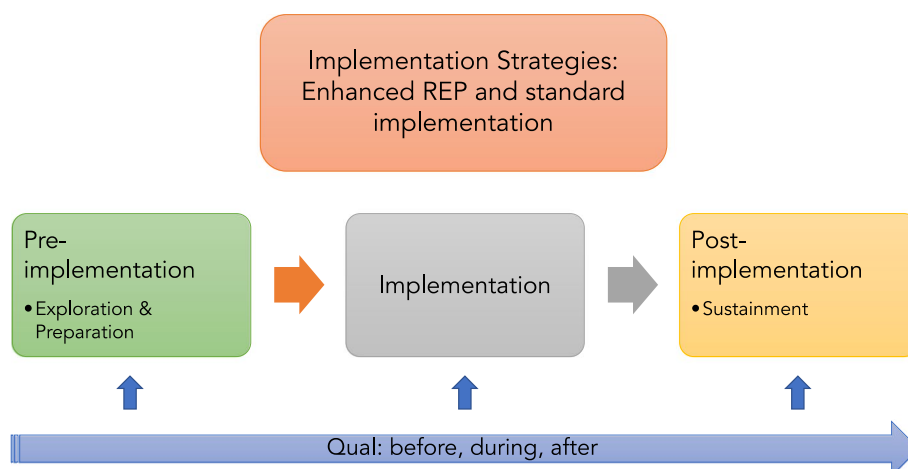 Implementation Strategies:
Enhanced REP and standard
implementation
Pre-
implementation
•Exploration &
Preparation
Implementation
Post-
implementation
•Sustainment
Qual: before, during, after